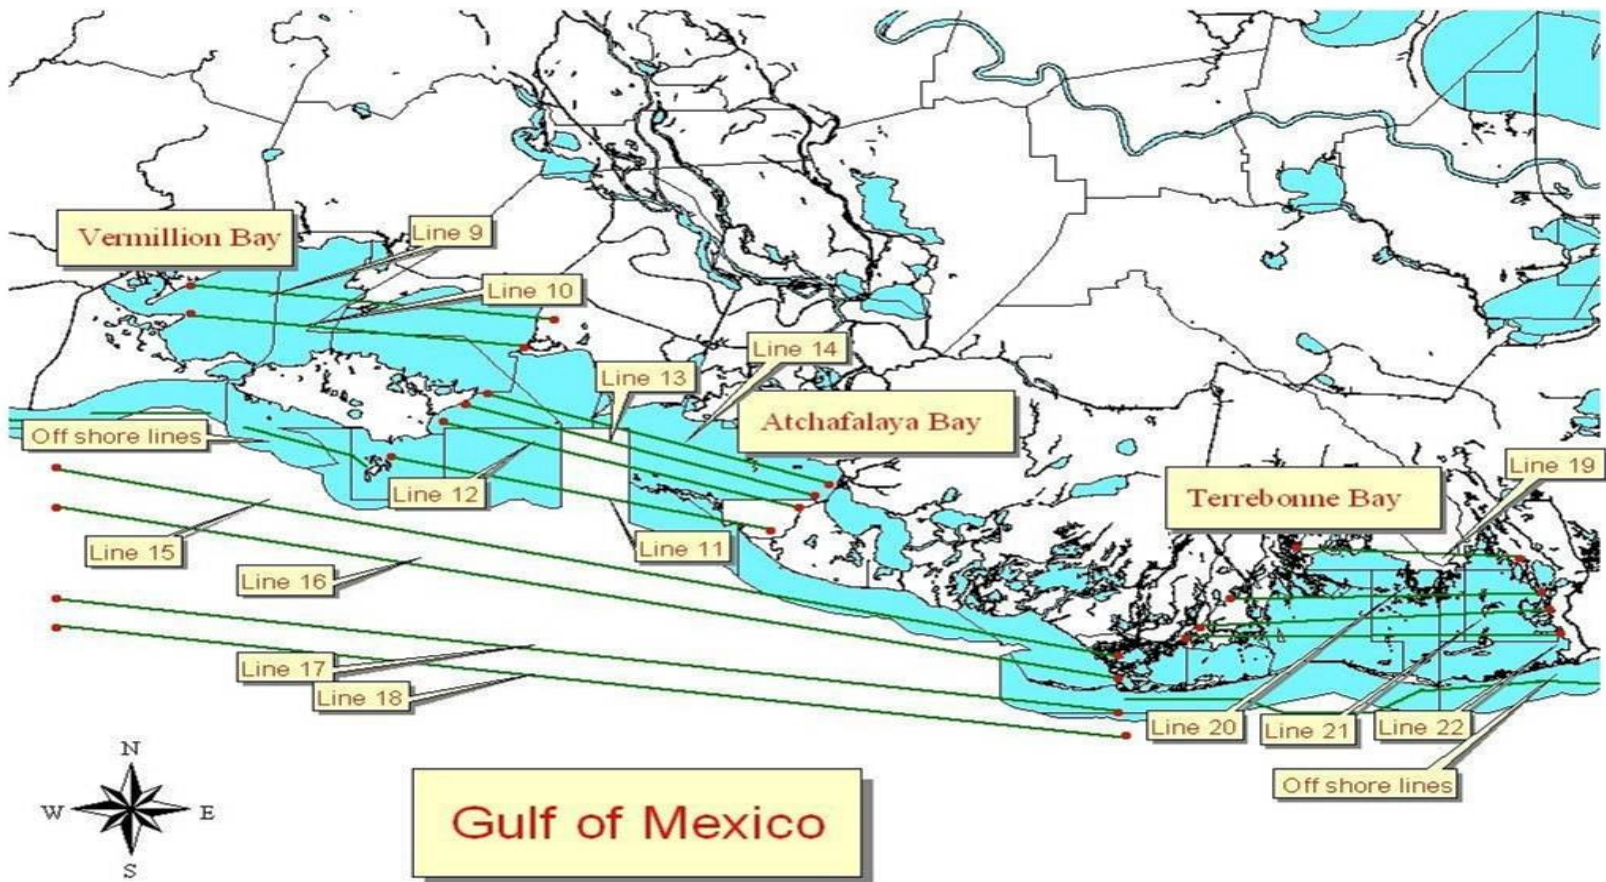 Vermillion Bay
Line 9
Line 10
Line 14
Line 13
Atchafalaya Bay
Off shore lines
Line 12
Line 19
Terrebonne Bay
Line 15
Line 11
Line 16
Line 17
Line 18
Line 20
Line 21
Line 22
Off shore lines
N
W
E
S
Gulf of Mexico